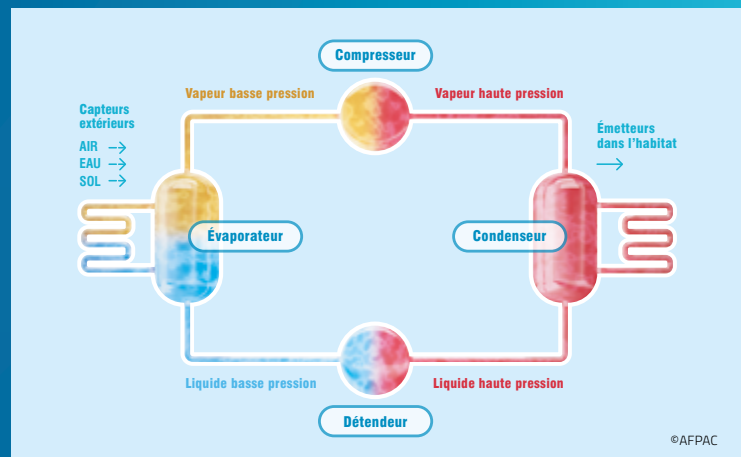 Compresseur
Vapeur basse pression
Vapeur haute pression
Capteurs
extérieurs
AIR
EAU
SOL
Émetteurs
dans l'habitat
Évaporateur
Condenseur
Liquide basse pression
Liquide haute pression
Détendeur
©AFPAC